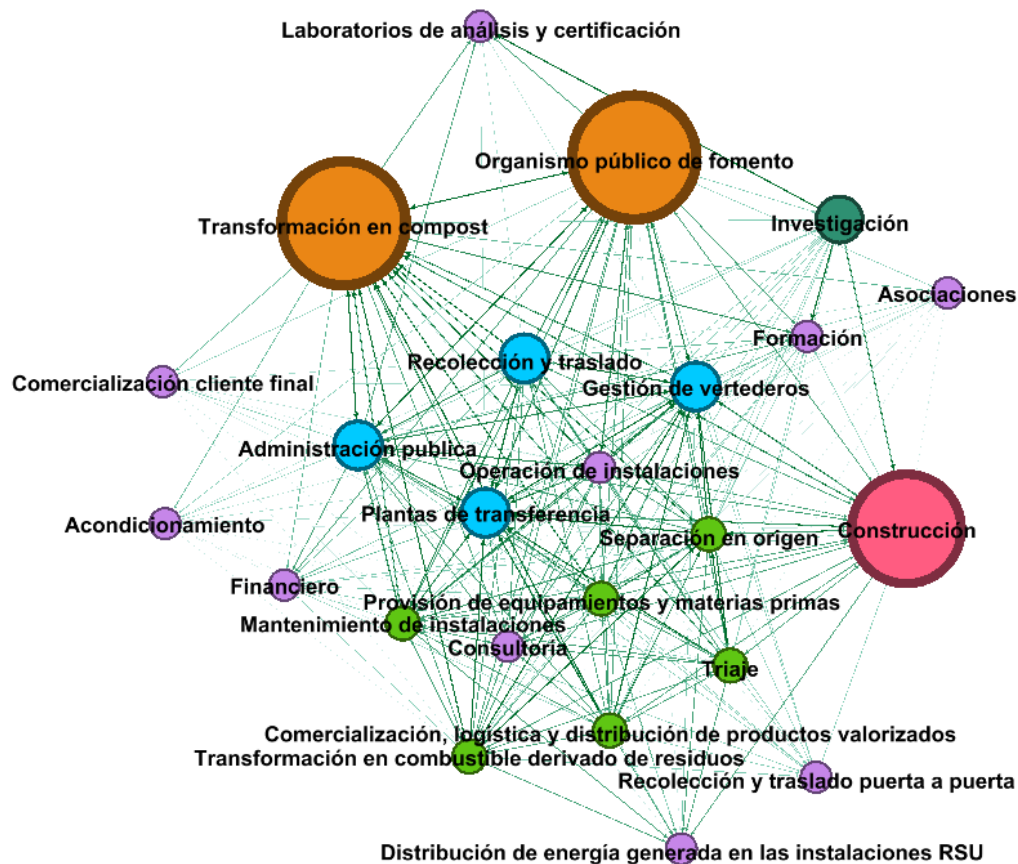 Laboratorios de análisis y certificación
Organismo público de fomento
Transformación en compost
Investigación
Asociaciones
Formación
Recolección y traslado
Comercialización cliente final
Gestión de vertederos
Administración publica
Operación de instalaciones
Plantas de transferencia
Acondicionamiento
Separación en origen
Construcción
Financiero
Provisión de equipamientos y materias primas
Mantenimiento de instalaciones
Consultoria
Triaje
Comercialización, logística y distribución de productos valorizados
Transformación en combustible derivado de residuos
Recolección y traslado puerta a puerta
Distribución de energía generada en las instalaciones RSU